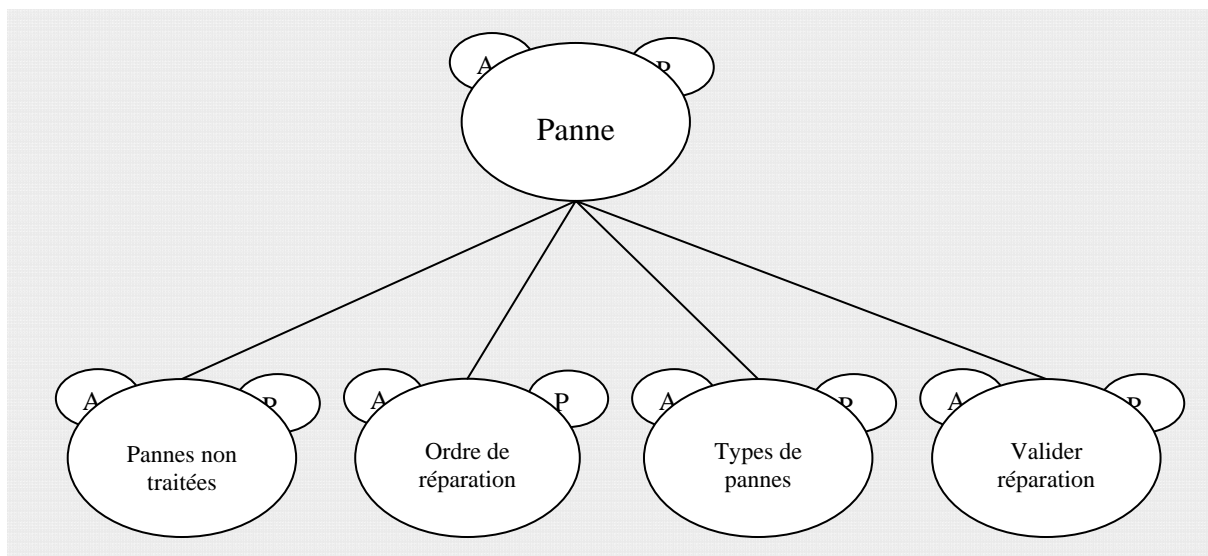 A
Panne
A
A
P
A
A
Pannes non
traitées
Ordre de
réparation
Types de
pannes
Valider
réparation